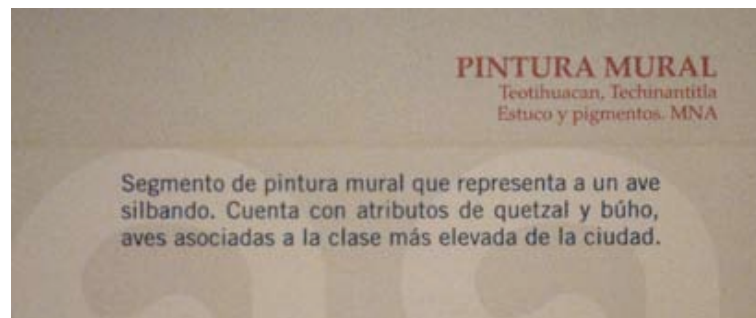 PINTURA MURAL
Teotihuacan, Techinantitla
Estuco y pigmentos. MNA
Segmento de pintura mural que representa a un ave
silbando. Cuenta con atributos de quetzal y búho,
aves asociadas a la clase más elevada de la ciudad.